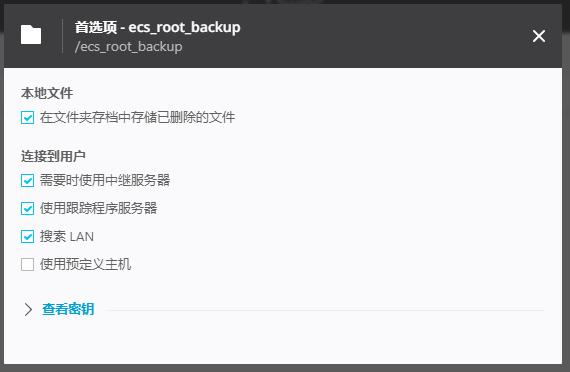 首选项 - ecs_root_backup
/ecs_root_backup
本地文件
在文件夹存档中存储已删除的文件
连接到用户
需要时使用中继服务器
使用跟踪程序服务器
搜索 LAN
使用预定义主机
查看密钥